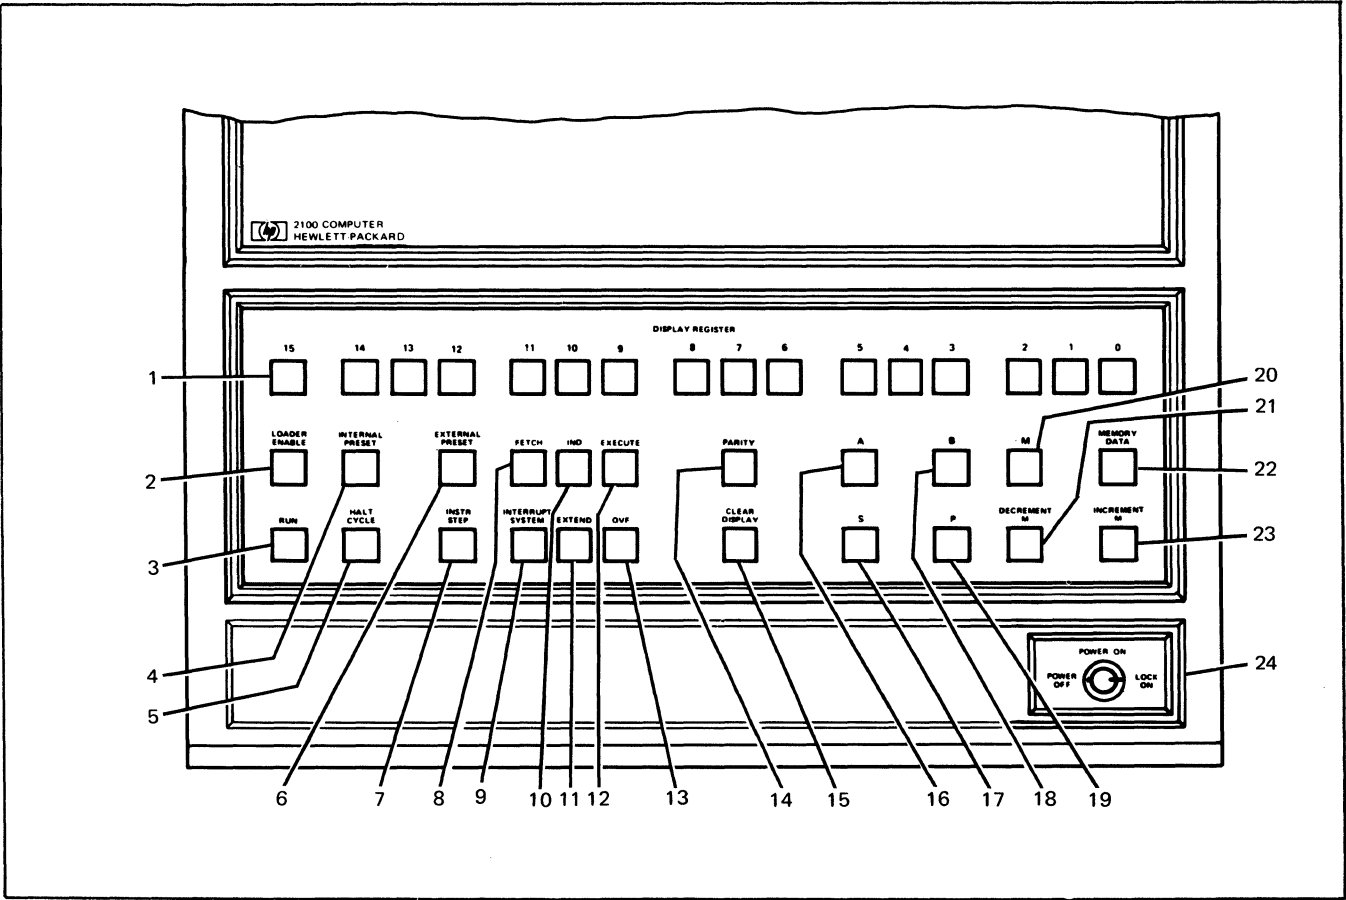 hp 2100 COMPUTER
HEWLETT·PACKARD
DISPLAY REGISTER
15 14 13 12 11 10 9 8 7 6 5 4 3 2 1 0
1
20
21
LOADER ENABLE
INTERNAL PRESET
EXTERNAL PRESET
FETCH
IND
EXECUTE
PARITY
A
B
M
MEMORY DATA
2
22
RUN
HALT CYCLE
INSTR STEP
INTERRUPT SYSTEM
EXTEND
OVF
CLEAR DISPLAY
S
P
DECREMENT M
INCREMENT M
3
23
POWER ON
POWER OFF
LOCK ON
24
4
5
6 7 8 9 10 11 12 13 14 15 16 17 18 19